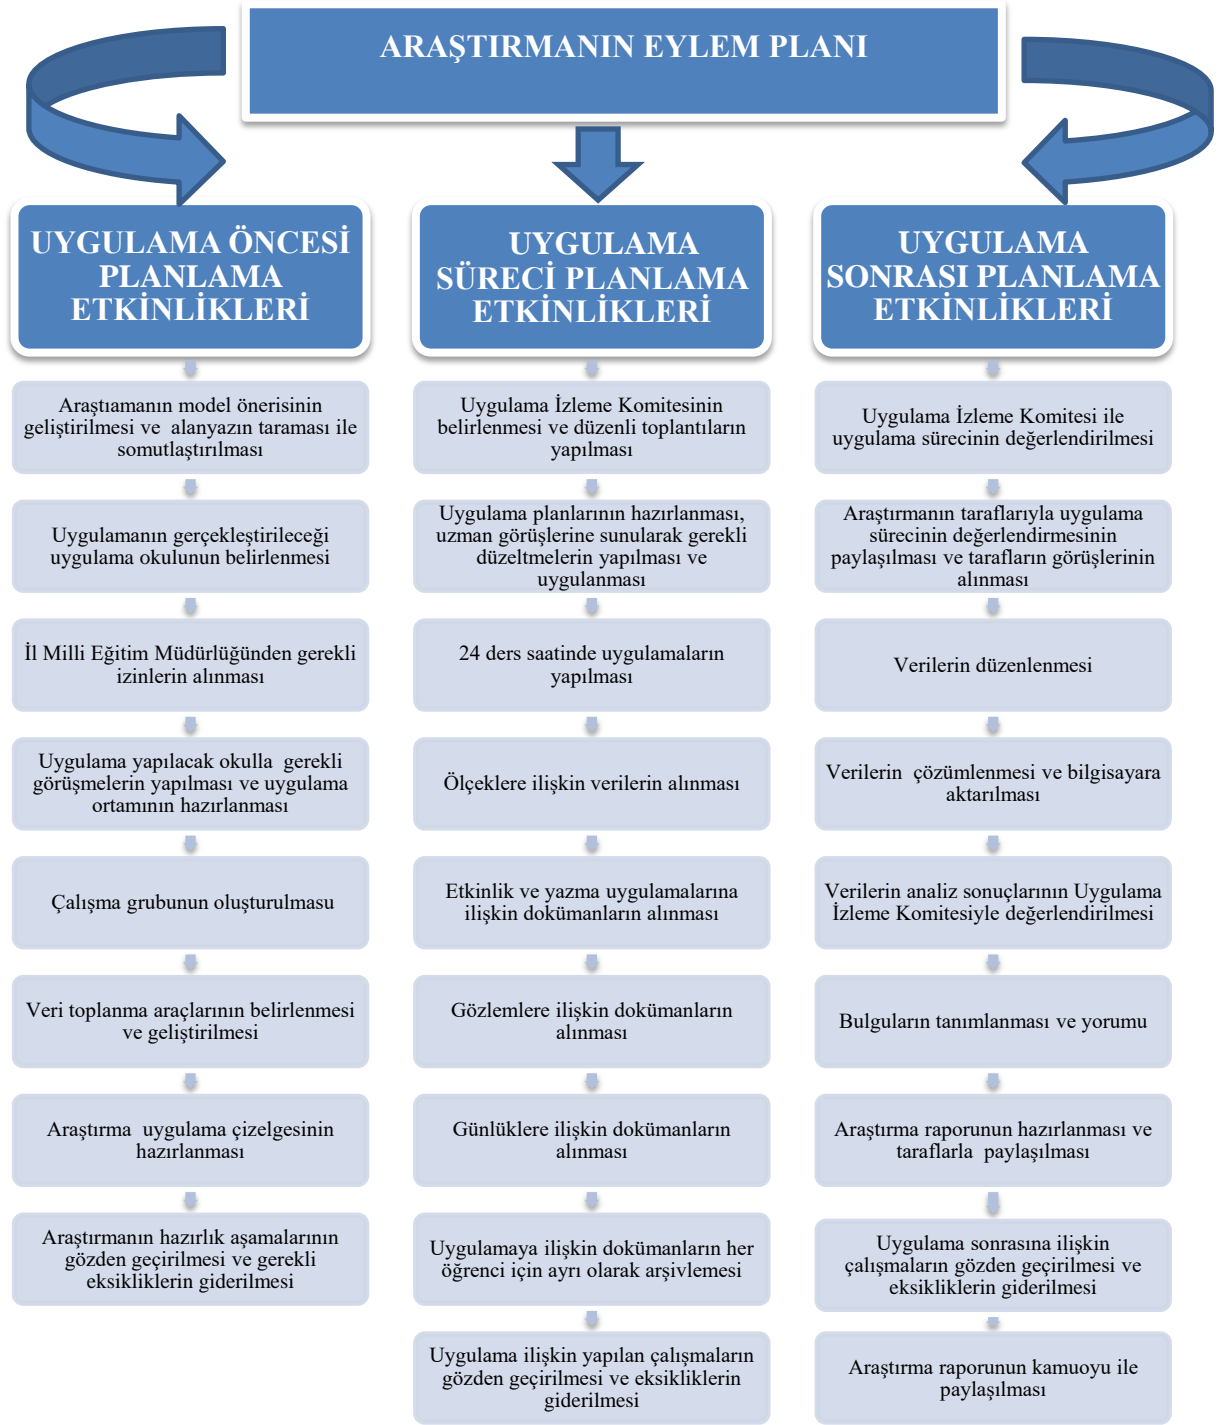 ARAŞTIRMANIN EYLEM PLANI
UYGULAMA ÖNCESİ
PLANLAMA
ETKİNLİKLERİ
Araştıamanın model önerisinin
geliştirilmesi ve alanyazın taraması ile
somutlaştırılması
Uygulamanın gerçekleştirileceği
uygulama okulunun belirlenmesi
İl Milli Eğitim Müdürlüğünden gerekli
izinlerin alınması
Uygulama yapılacak okulla gerekli
görüşmelerin yapılması ve uygulama
ortamının hazırlanması
Çalışma grubunun oluşturulmasu
Veri toplanma araçlarının belirlenmesi
ve geliştirilmesi
Araştırma uygulama çizelgesinin
hazırlanması
Araştırmanın hazırlık aşamalarının
gözden geçirilmesi ve gerekli
eksikliklerin giderilmesi
UYGULAMA
SÜRECİ PLANLAMA
ETKİNLİKLERİ
Uygulama İzleme Komitesinin
belirlenmesi ve düzenli toplantıların
yapılması
Uygulama planlarının hazırlanması,
uzman görüşlerine sunularak gerekli
düzeltmelerin yapılması ve
uygulanması
24 ders saatinde uygulamaların
yapılması
Ölçeklere ilişkin verilerin alınması
Etkinlik ve yazma uygulamalarına
ilişkin dokümanların alınması
Gözlemlere ilişkin dokümanların
alınması
Günlüklere ilişkin dokümanların
alınması
Uygulamaya ilişkin dokümanların her
öğrenci için ayrı olarak arşivlemesi
Uygulama ilişkin yapılan çalışmaların
gözden geçirilmesi ve eksikliklerin
giderilmesi
UYGULAMA
SONRASI PLANLAMA
ETKİNLİKLERİ
Uygulama İzleme Komitesi ile
uygulama sürecinin değerlendirilmesi
Araştırmanın taraflarıyla uygulama
sürecinin değerlendirmesinin
paylaşılması ve tarafların görüşlerinin
alınması
Verilerin düzenlenmesi
Verilerin çözümlenmesi ve bilgisayara
aktarılması
Verilerin analiz sonuçlarının Uygulama
İzleme Komitesiyle değerlendirilmesi
Bulguların tanımlanması ve yorumu
Araştırma raporunun hazırlanması ve
taraflarla paylaşılması
Uygulama sonrasına ilişkin
çalışmaların gözden geçirilmesi ve
eksikliklerin giderilmesi
Araştırma raporunun kamuoyu ile
paylaşılması